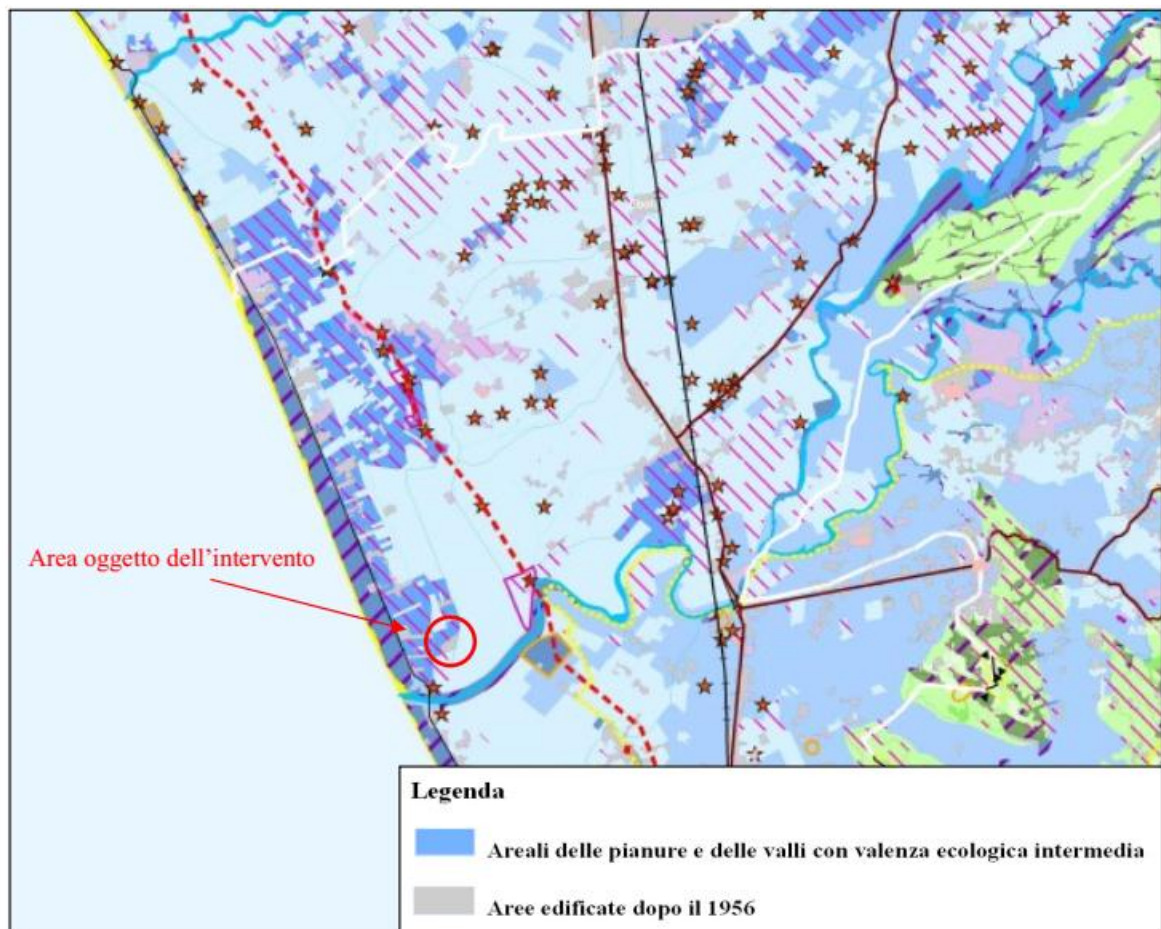 Area oggetto dell'intervento
Legenda
Areali delle pianure e delle valli con valenza ecologica intermedia
Aree edificate dopo il 1956